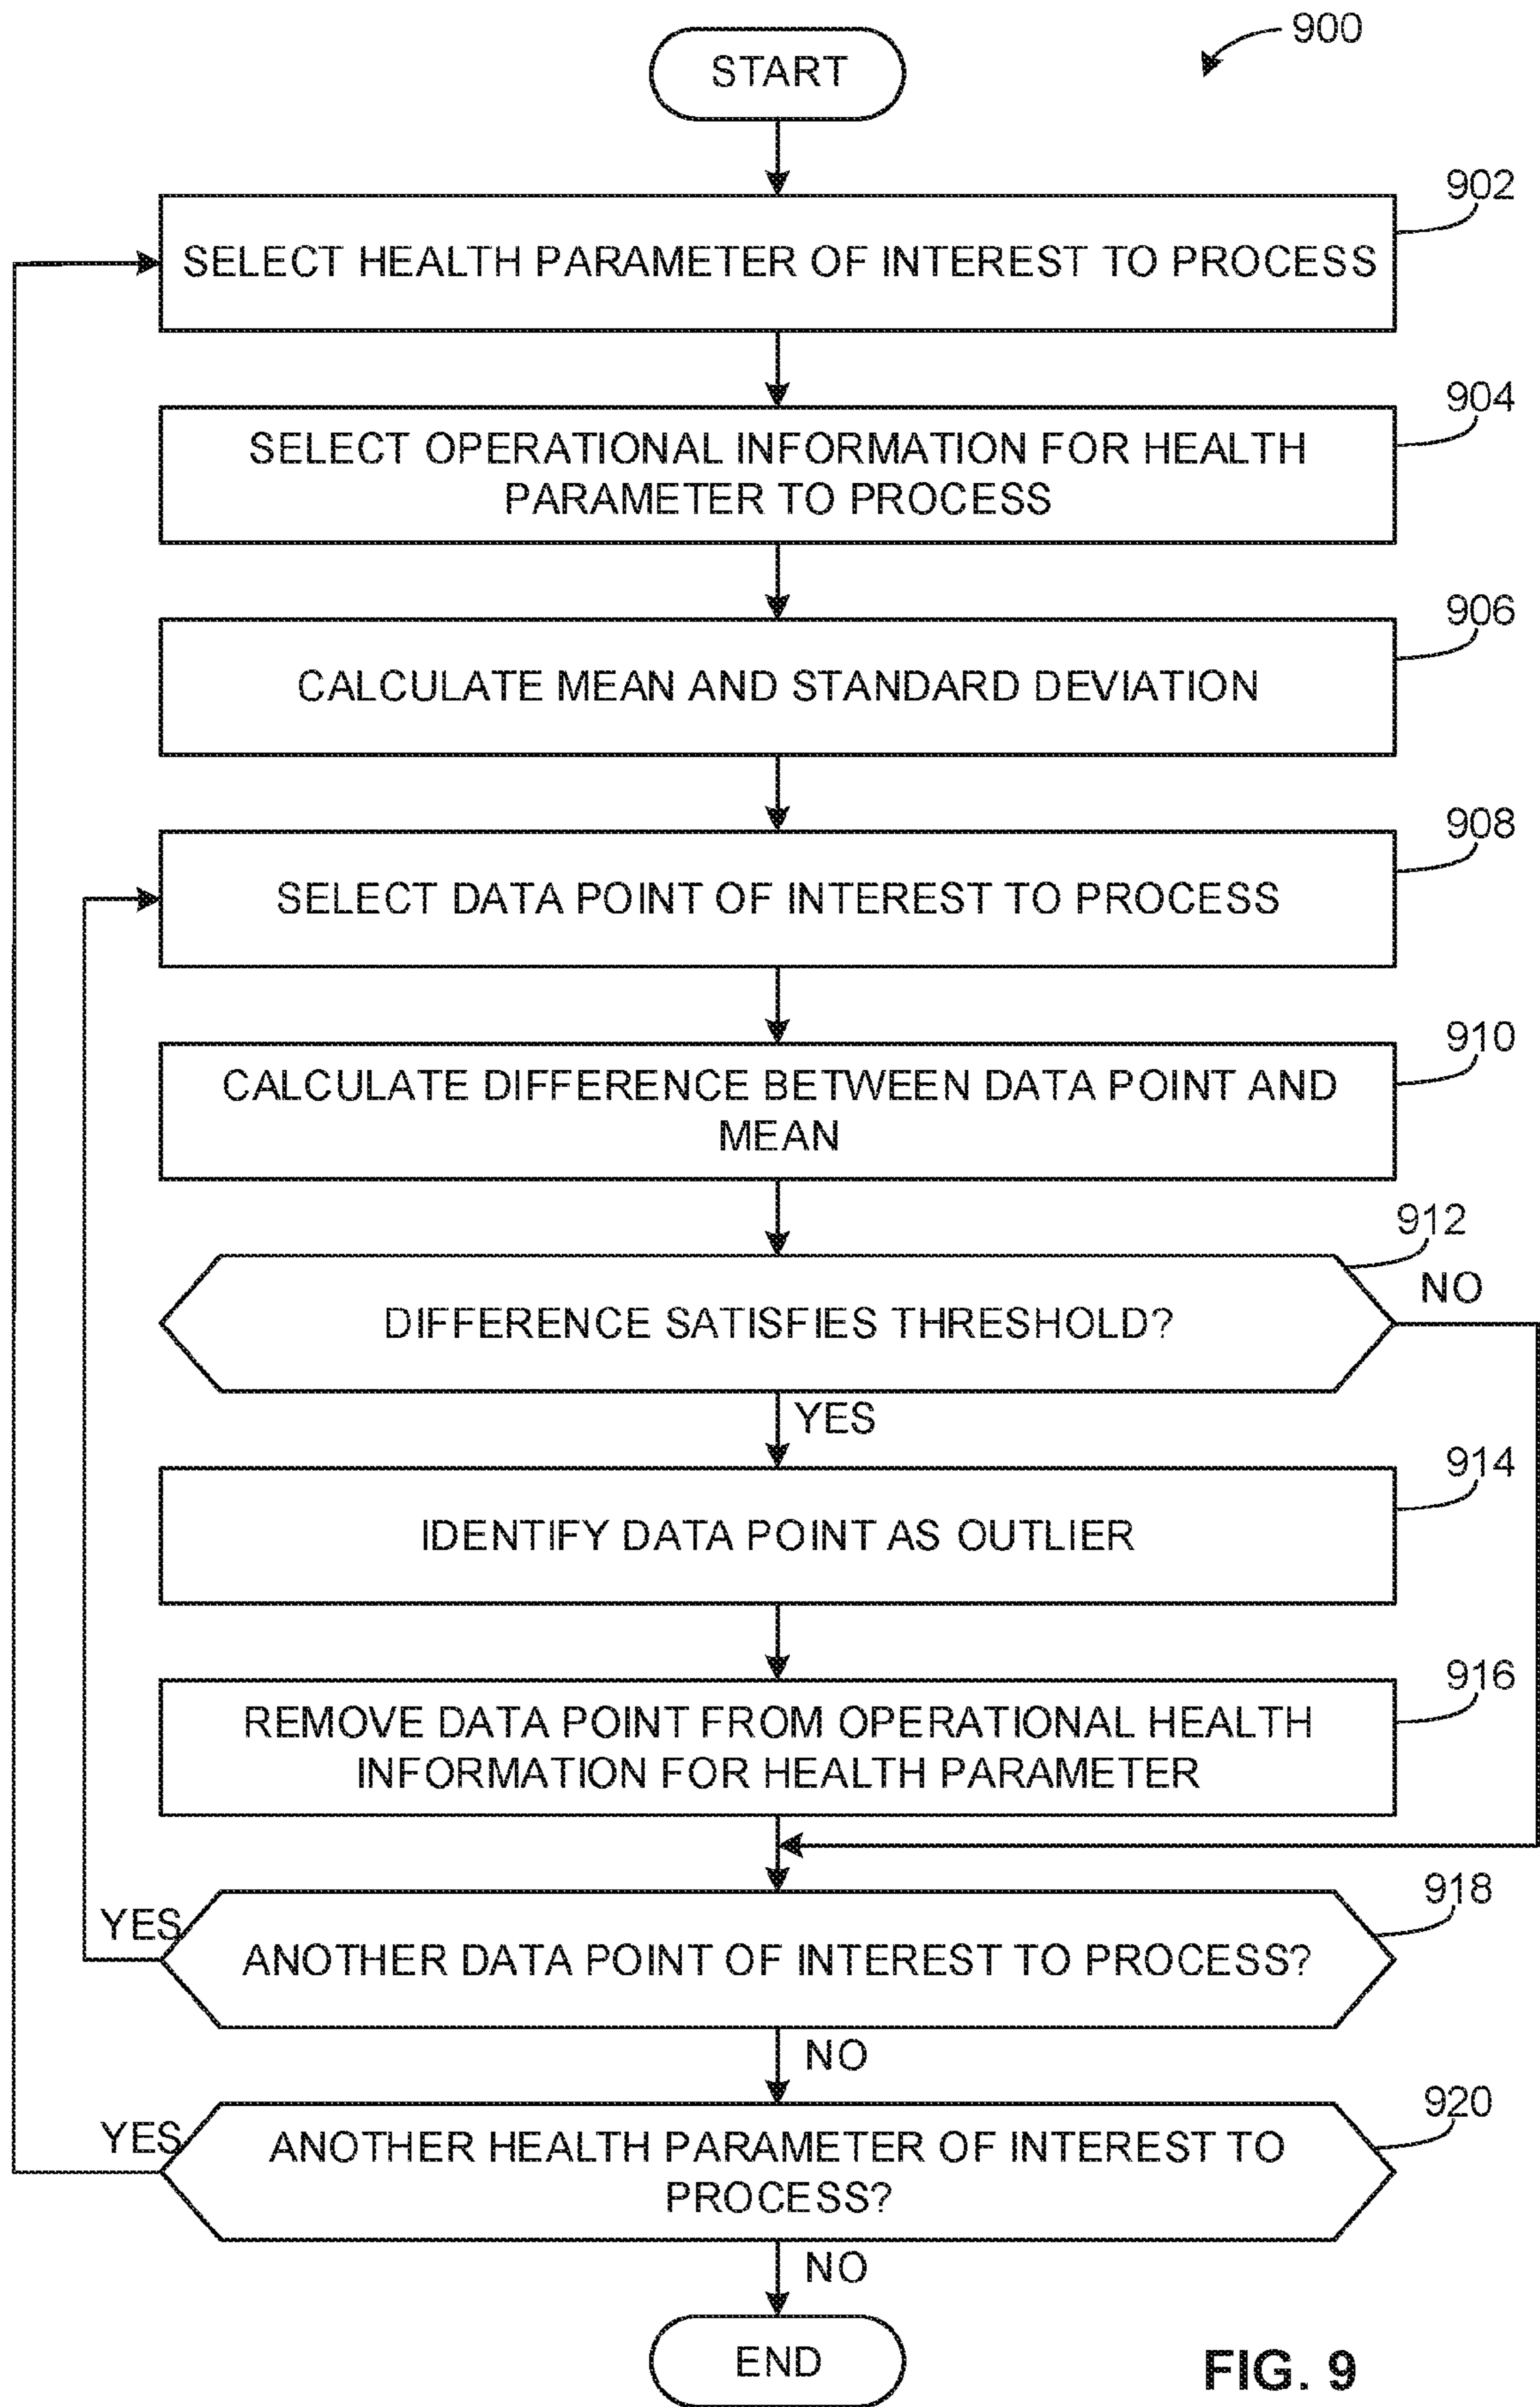 900
START
902
SELECT HEALTH PARAMETER OF INTEREST TO PROCESS
904
SELECT OPERATIONAL INFORMATION FOR HEALTH
PARAMETER TO PROCESS
906
CALCULATE MEAN AND STANDARD DEVIATION
908
SELECT DATA POINT OF INTEREST TO PROCESS
910
CALCULATE DIFFERENCE BETWEEN DATA POINT AND
MEAN
912
NO
DIFFERENCE SATISFIES THRESHOLD?
YES
914
IDENTIFY DATA POINT AS OUTLIER
916
REMOVE DATA POINT FROM OPERATIONAL HEALTH
INFORMATION FOR HEALTH PARAMETER
918
YES
ANOTHER DATA POINT OF INTEREST TO PROCESS?
NO
920
YES
ANOTHER HEALTH PARAMETER OF INTEREST TO
PROCESS?
NO
END
FIG. 9